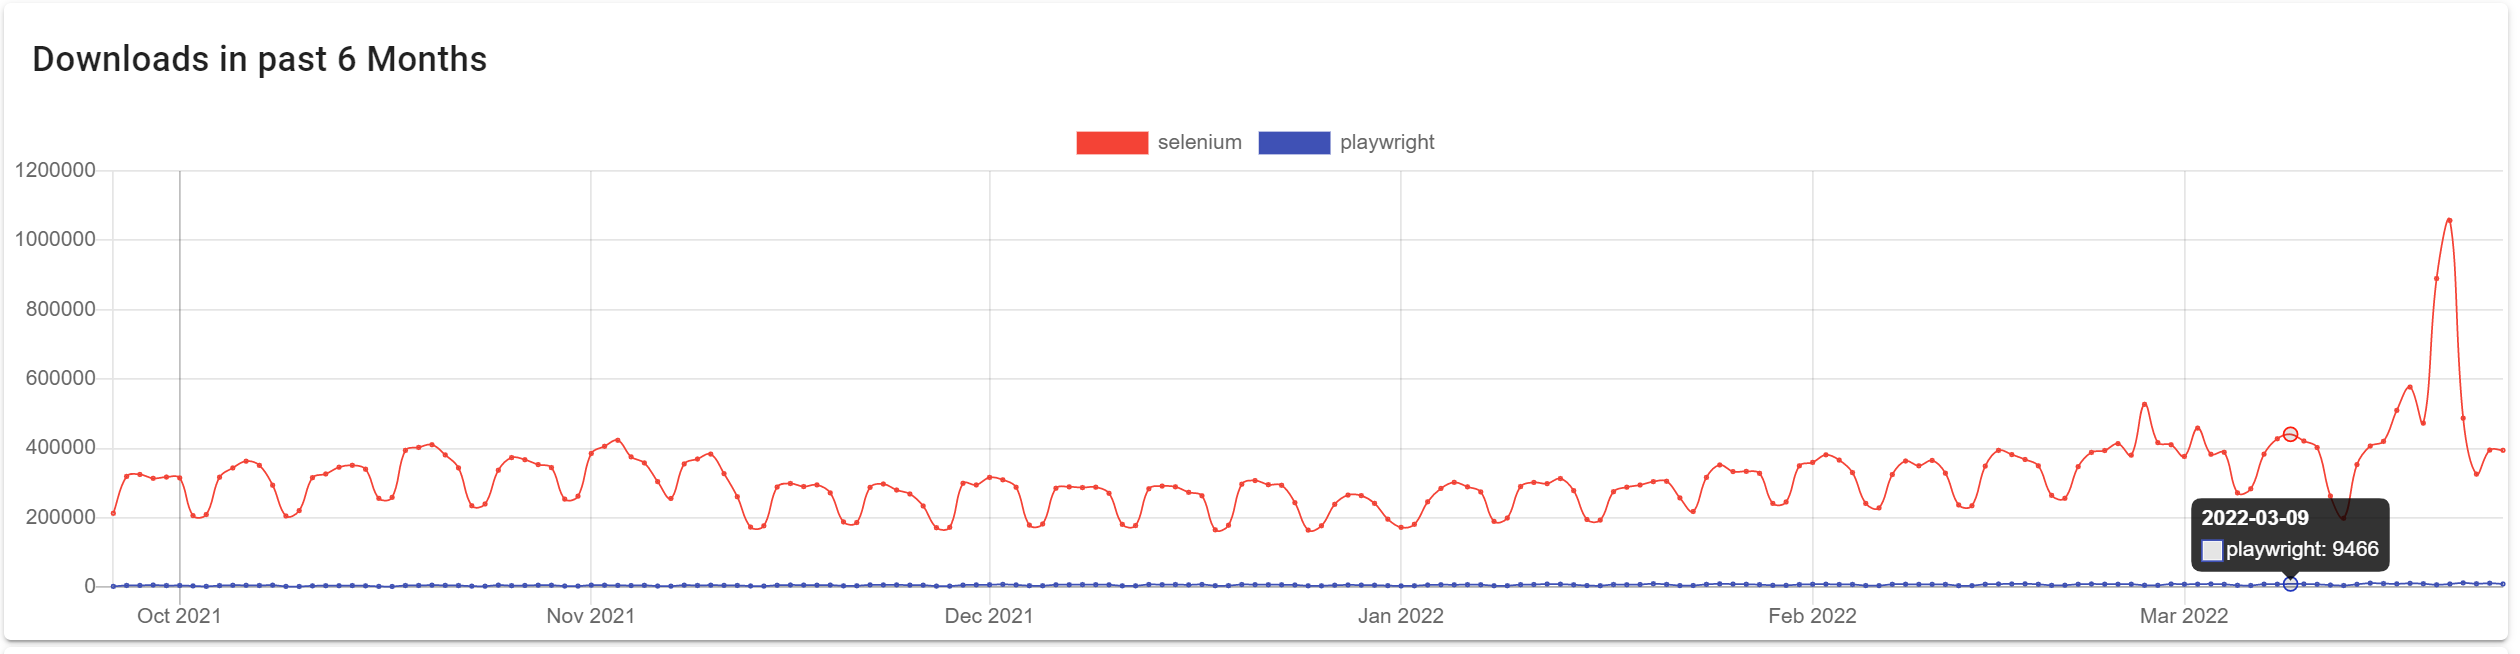 Downloads in past 6 Months
selenium playwright
1200000
1000000
800000
600000
400000
200000
0
2022-03-09
playwright: 9466
Oct 2021 Nov 2021 Dec 2021 Jan 2022 Feb 2022 Mar 2022